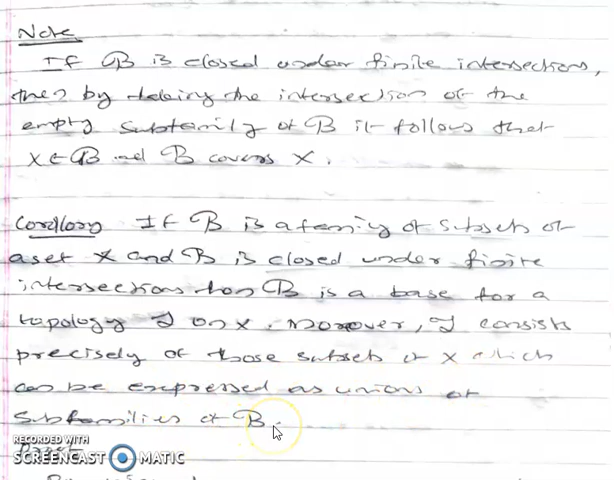 Note
If B is closed under finite intersections,
then by taking the intersection of the
empty subfamily of B it follows that
X ∈ B and B covers X.
Corollary If B is a family of subsets of
a set X and B is closed under finite
intersections then B is a base for a
topology J on X. Moreover, J consists
precisely of those subsets of X which
can be expressed as unions of
subfamilies of B.
RECORDED WITH
SCREENCAST MATIC
Proof